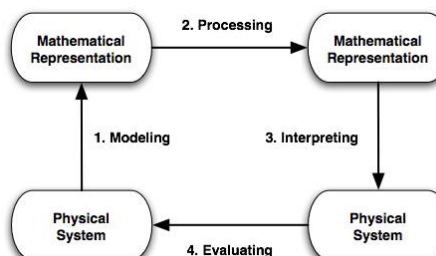 2. Processing
Mathematical
Representation
Mathematical
Representation
1. Modeling
3. Interpreting
Physical
System
Physical
System
4. Evaluating